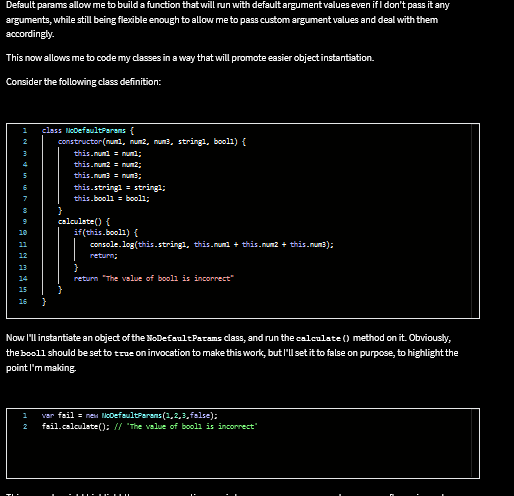 Default params allow me to build a function that will run with default argument values even if I don't pass it any
arguments, while still being flexible enough to allow me to pass custom argument values and deal with them
accordingly.
This now allows me to code my classes in a way that will promote easier object instantiation.
Consider the following class definition:
1 class NoDefaultParams {
2 constructor(num1, num2, num3, string1, bool1) {
3 this.num1 = num1;
4 this.num2 = num2;
5 this.num3 = num3;
6 this.string1 = string1;
7 this.bool1 = bool1;
8 }
9 calculate() {
10 if(this.bool1) {
11 console.log(this.string1, this.num1 + this.num2 + this.num3);
12 return;
13 }
14 return "The value of bool1 is incorrect"
15 }
16 }
Now I'll instantiate an object of the NoDefaultParams class, and run the calculate() method on it. Obviously,
the bool1 should be set to true on invocation to make this work, but I'll set it to false on purpose, to highlight the
point I'm making.
1 var fail = new NoDefaultParams(1,2,3,false);
2 fail.calculate(); // 'The value of bool1 is incorrect'